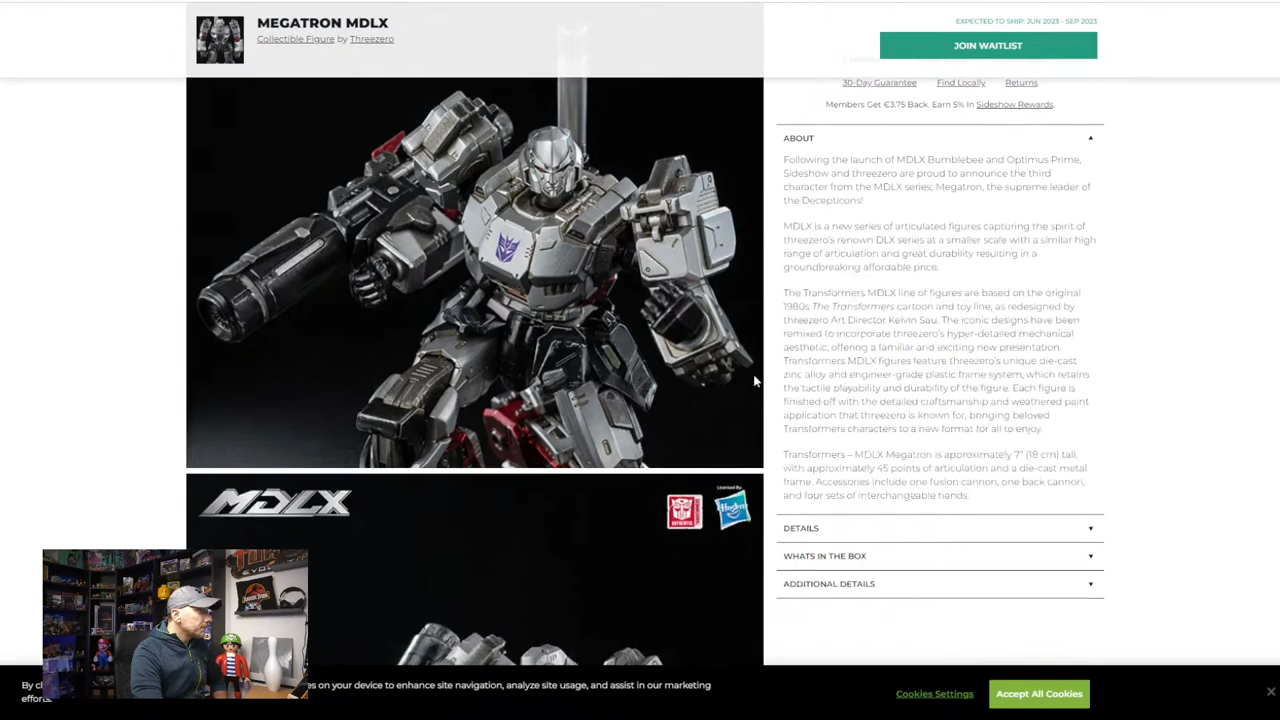 MEGATRON MDLX
Collectible Figure by Threezero
EXPECTED TO SHIP: JUN 2023 - SEP 2023
JOIN WAITLIST
30-Day Guarantee Find Locally Returns
Members Get €3.75 Back. Earn 5% In Sideshow Rewards.
ABOUT
Following the launch of MDLX Bumblebee and Optimus Prime,
Sideshow and threezero are proud to announce the third
character from the MDLX series; Megatron, the supreme leader of
the Decepticons!
MDLX is a new series of articulated figures capturing the spirit of
threezero's renown DLX series at a smaller scale with a similar high
range of articulation and great durability resulting in a
groundbreaking affordable price.
The Transformers MDLX line of figures are based on the original
1980s The Transformers cartoon and toy line, as redesigned by
threezero Art Director Kelvin Sau. The iconic designs have been
remixed to incorporate threezero's hyper-detailed mechanical
aesthetic, offering a familiar and exciting new presentation.
Transformers MDLX figures feature threezero's unique die-cast
zinc alloy and engineer-grade plastic frame system, which retains
the tactile playability and durability of the figure. Each figure is
finished off with the detailed craftsmanship and weathered paint
application that threezero is known for, bringing beloved
Transformers characters to a new format for all to enjoy.
Transformers – MDLX Megatron is approximately 7" (18 cm) tall,
with approximately 45 points of articulation and a die-cast metal
frame. Accessories include one fusion cannon, one back cannon,
and four sets of interchangeable hands.
DETAILS
WHATS IN THE BOX
ADDITIONAL DETAILS
MDLX
Licensed By:
Hasbro
By cl
es on your device to enhance site navigation, analyze site usage, and assist in our marketing
effort
Cookies Settings
Accept All Cookies